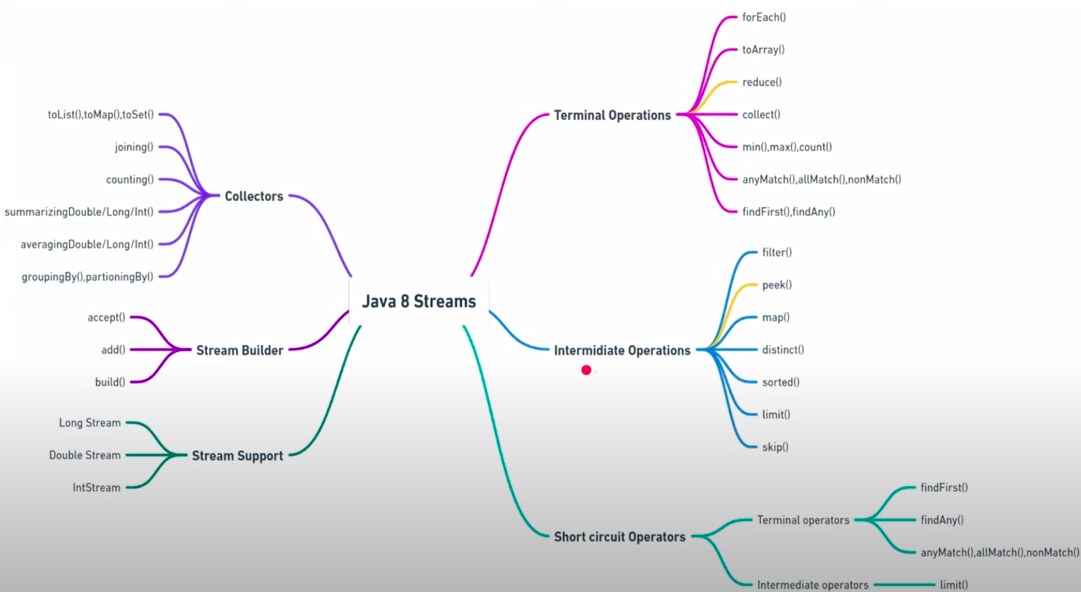 Java 8 Streams
Collectors
toList(),toMap(),toSet()
joining()
counting()
summarizingDouble/Long/Int()
averagingDouble/Long/Int()
groupingBy(),partioningBy()
Stream Builder
accept()
add()
build()
Stream Support
Long Stream
Double Stream
IntStream
Terminal Operations
forEach()
toArray()
reduce()
collect()
min(),max(),count()
anyMatch(),allMatch(),nonMatch()
findFirst(),findAny()
Intermidiate Operations
filter()
peek()
map()
distinct()
sorted()
limit()
skip()
Short circuit Operators
Terminal operators
findFirst()
findAny()
anyMatch(),allMatch(),nonMatch()
Intermediate operators
limit()